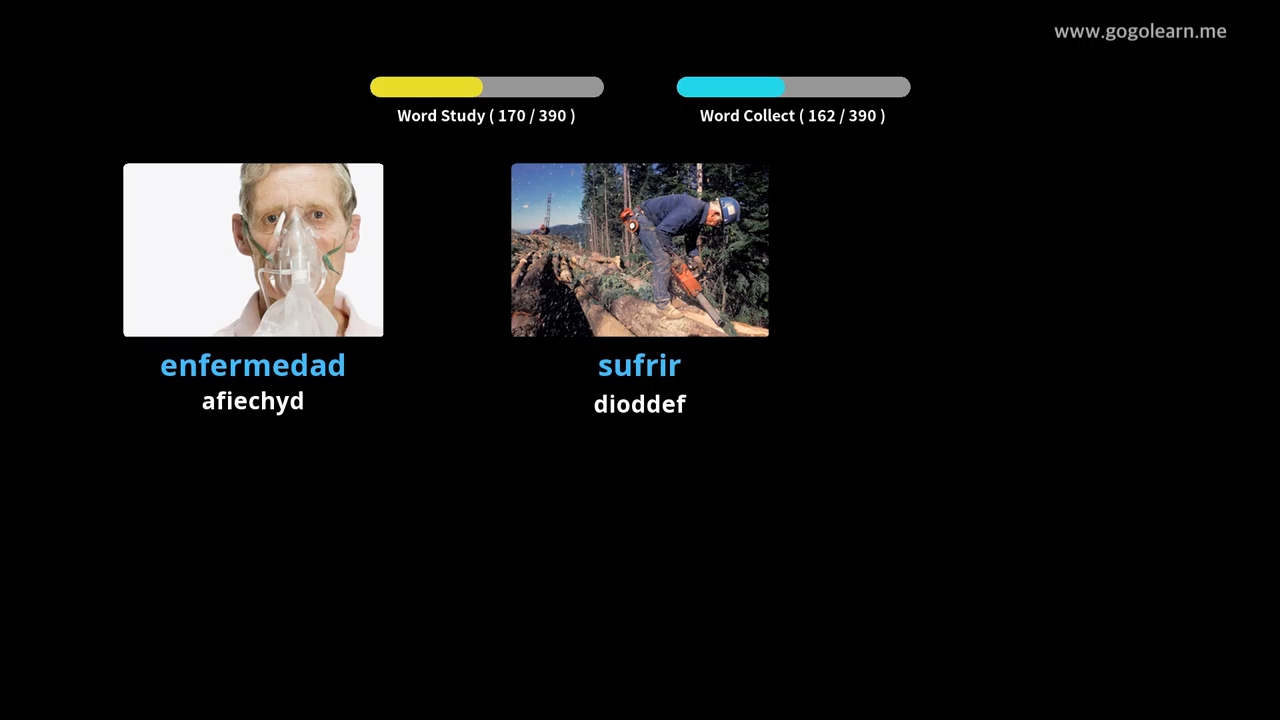 www.gogolearn.me
Word Study ( 170 / 390 )
Word Collect ( 162 / 390 )
enfermedad
afiechyd
sufrir
dioddef